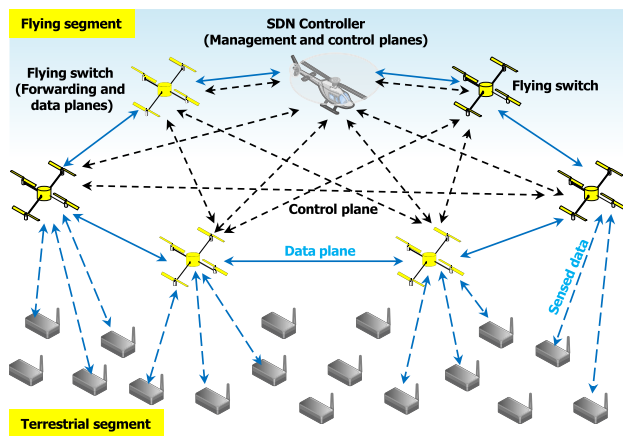 Flying segment
SDN Controller
(Management and control planes)
Flying switch
(Forwarding and
data planes)
Flying switch
Control plane
Data plane
Sensed data
Terrestrial segment